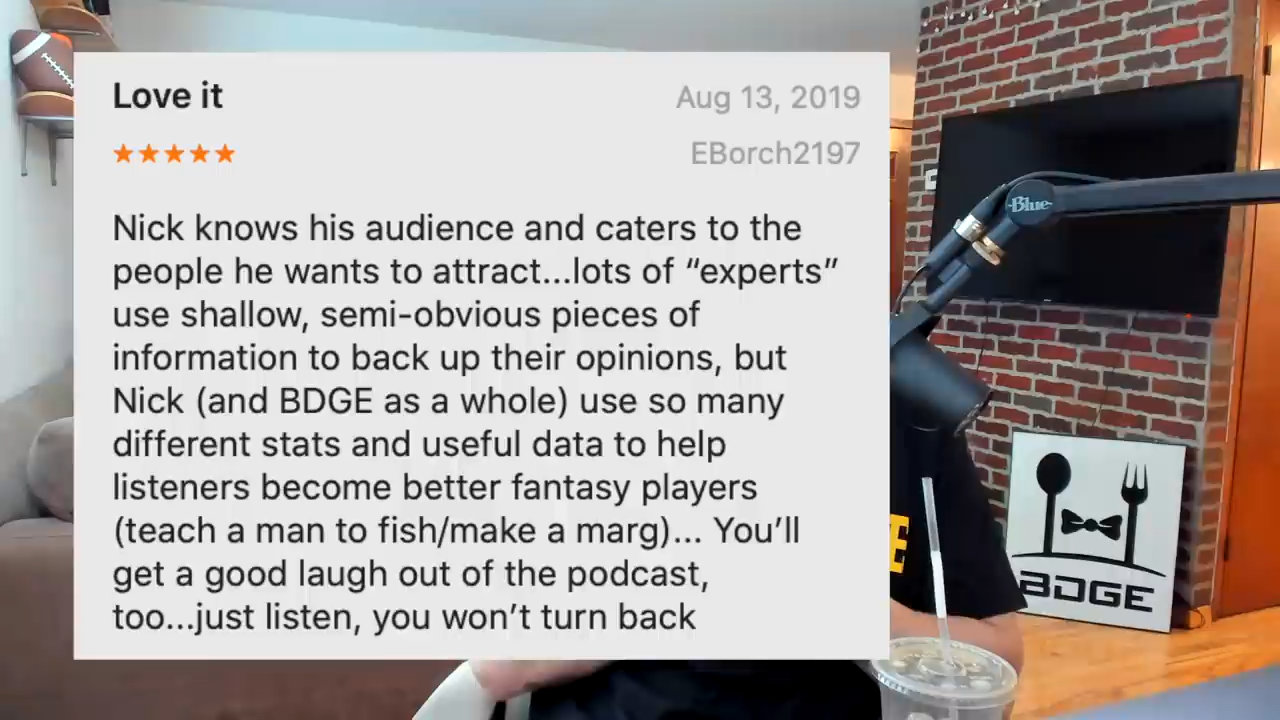 Love it
Aug 13, 2019
★★★★★
EBorch2197
Nick knows his audience and caters to the
people he wants to attract...lots of “experts”
use shallow, semi-obvious pieces of
information to back up their opinions, but
Nick (and BDGE as a whole) use so many
different stats and useful data to help
listeners become better fantasy players
(teach a man to fish/make a marg)... You’ll
get a good laugh out of the podcast,
too...just listen, you won’t turn back
Blue
E
BDGE